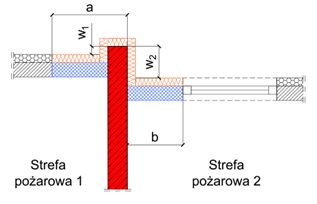 a
w₁
w₂
b
Strefa
pożarowa 1
Strefa
pożarowa 2